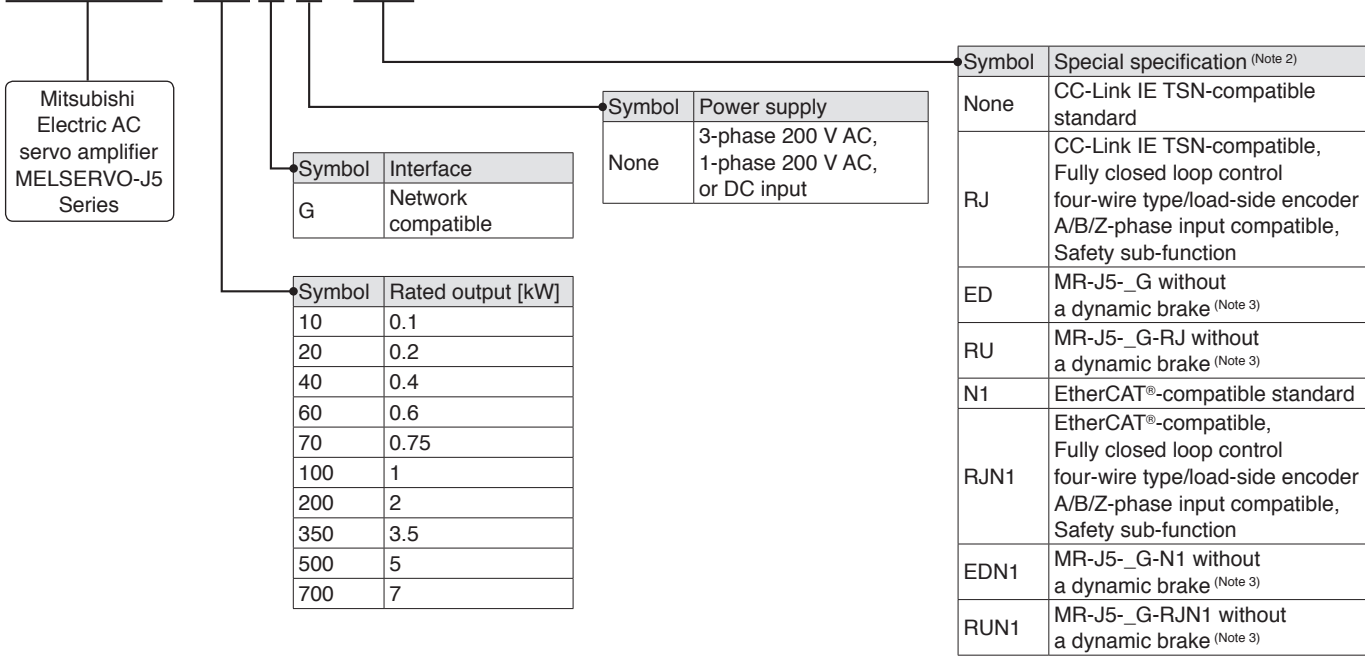 Mitsubishi
Electric AC
servo amplifier
MELSERVO-J5
Series
Symbol Interface
G Network
compatible
Symbol Rated output [kW]
10 0.1
20 0.2
40 0.4
60 0.6
70 0.75
100 1
200 2
350 3.5
500 5
700 7
Symbol Power supply
None 3-phase 200 V AC,
1-phase 200 V AC,
or DC input
Symbol Special specification (Note 2)
None CC-Link IE TSN-compatible
standard
RJ CC-Link IE TSN-compatible,
Fully closed loop control
four-wire type/load-side encoder
A/B/Z-phase input compatible,
Safety sub-function
ED MR-J5-_G without
a dynamic brake (Note 3)
RU MR-J5-_G-RJ without
a dynamic brake (Note 3)
N1 EtherCAT®-compatible standard
RJN1 EtherCAT®-compatible,
Fully closed loop control
four-wire type/load-side encoder
A/B/Z-phase input compatible,
Safety sub-function
EDN1 MR-J5-_G-N1 without
a dynamic brake (Note 3)
RUN1 MR-J5-_G-RJN1 without
a dynamic brake (Note 3)